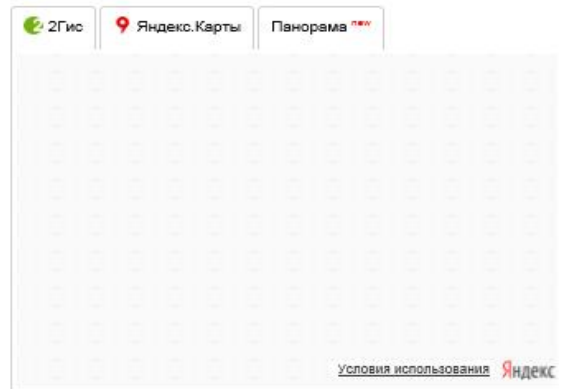 2Гис Яндекс.Карты Панорама new
Условия использования Яндекс